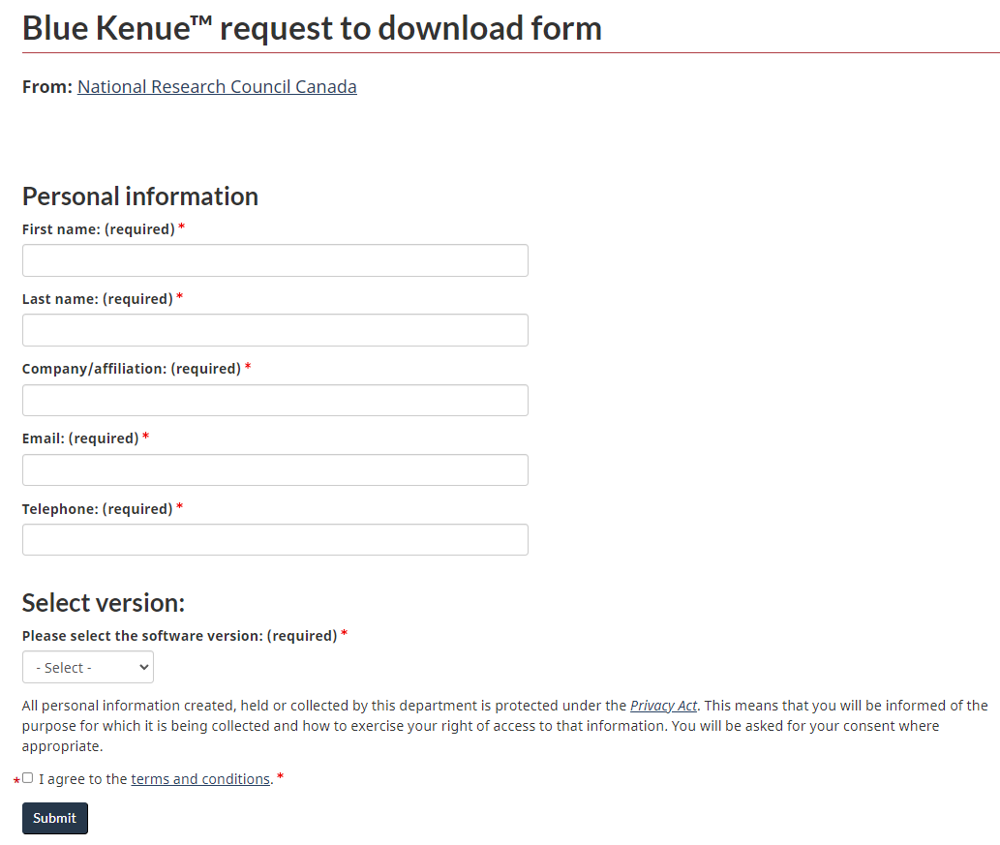 Blue Kenue™ request to download form
From: National Research Council Canada
Personal information
First name: (required) *
Last name: (required) *
Company/affiliation: (required) *
Email: (required) *
Telephone: (required) *
Select version:
Please select the software version: (required) *
- Select -
All personal information created, held or collected by this department is protected under the Privacy Act. This means that you will be informed of the
purpose for which it is being collected and how to exercise your right of access to that information. You will be asked for your consent where
appropriate.
* I agree to the terms and conditions. *
Submit